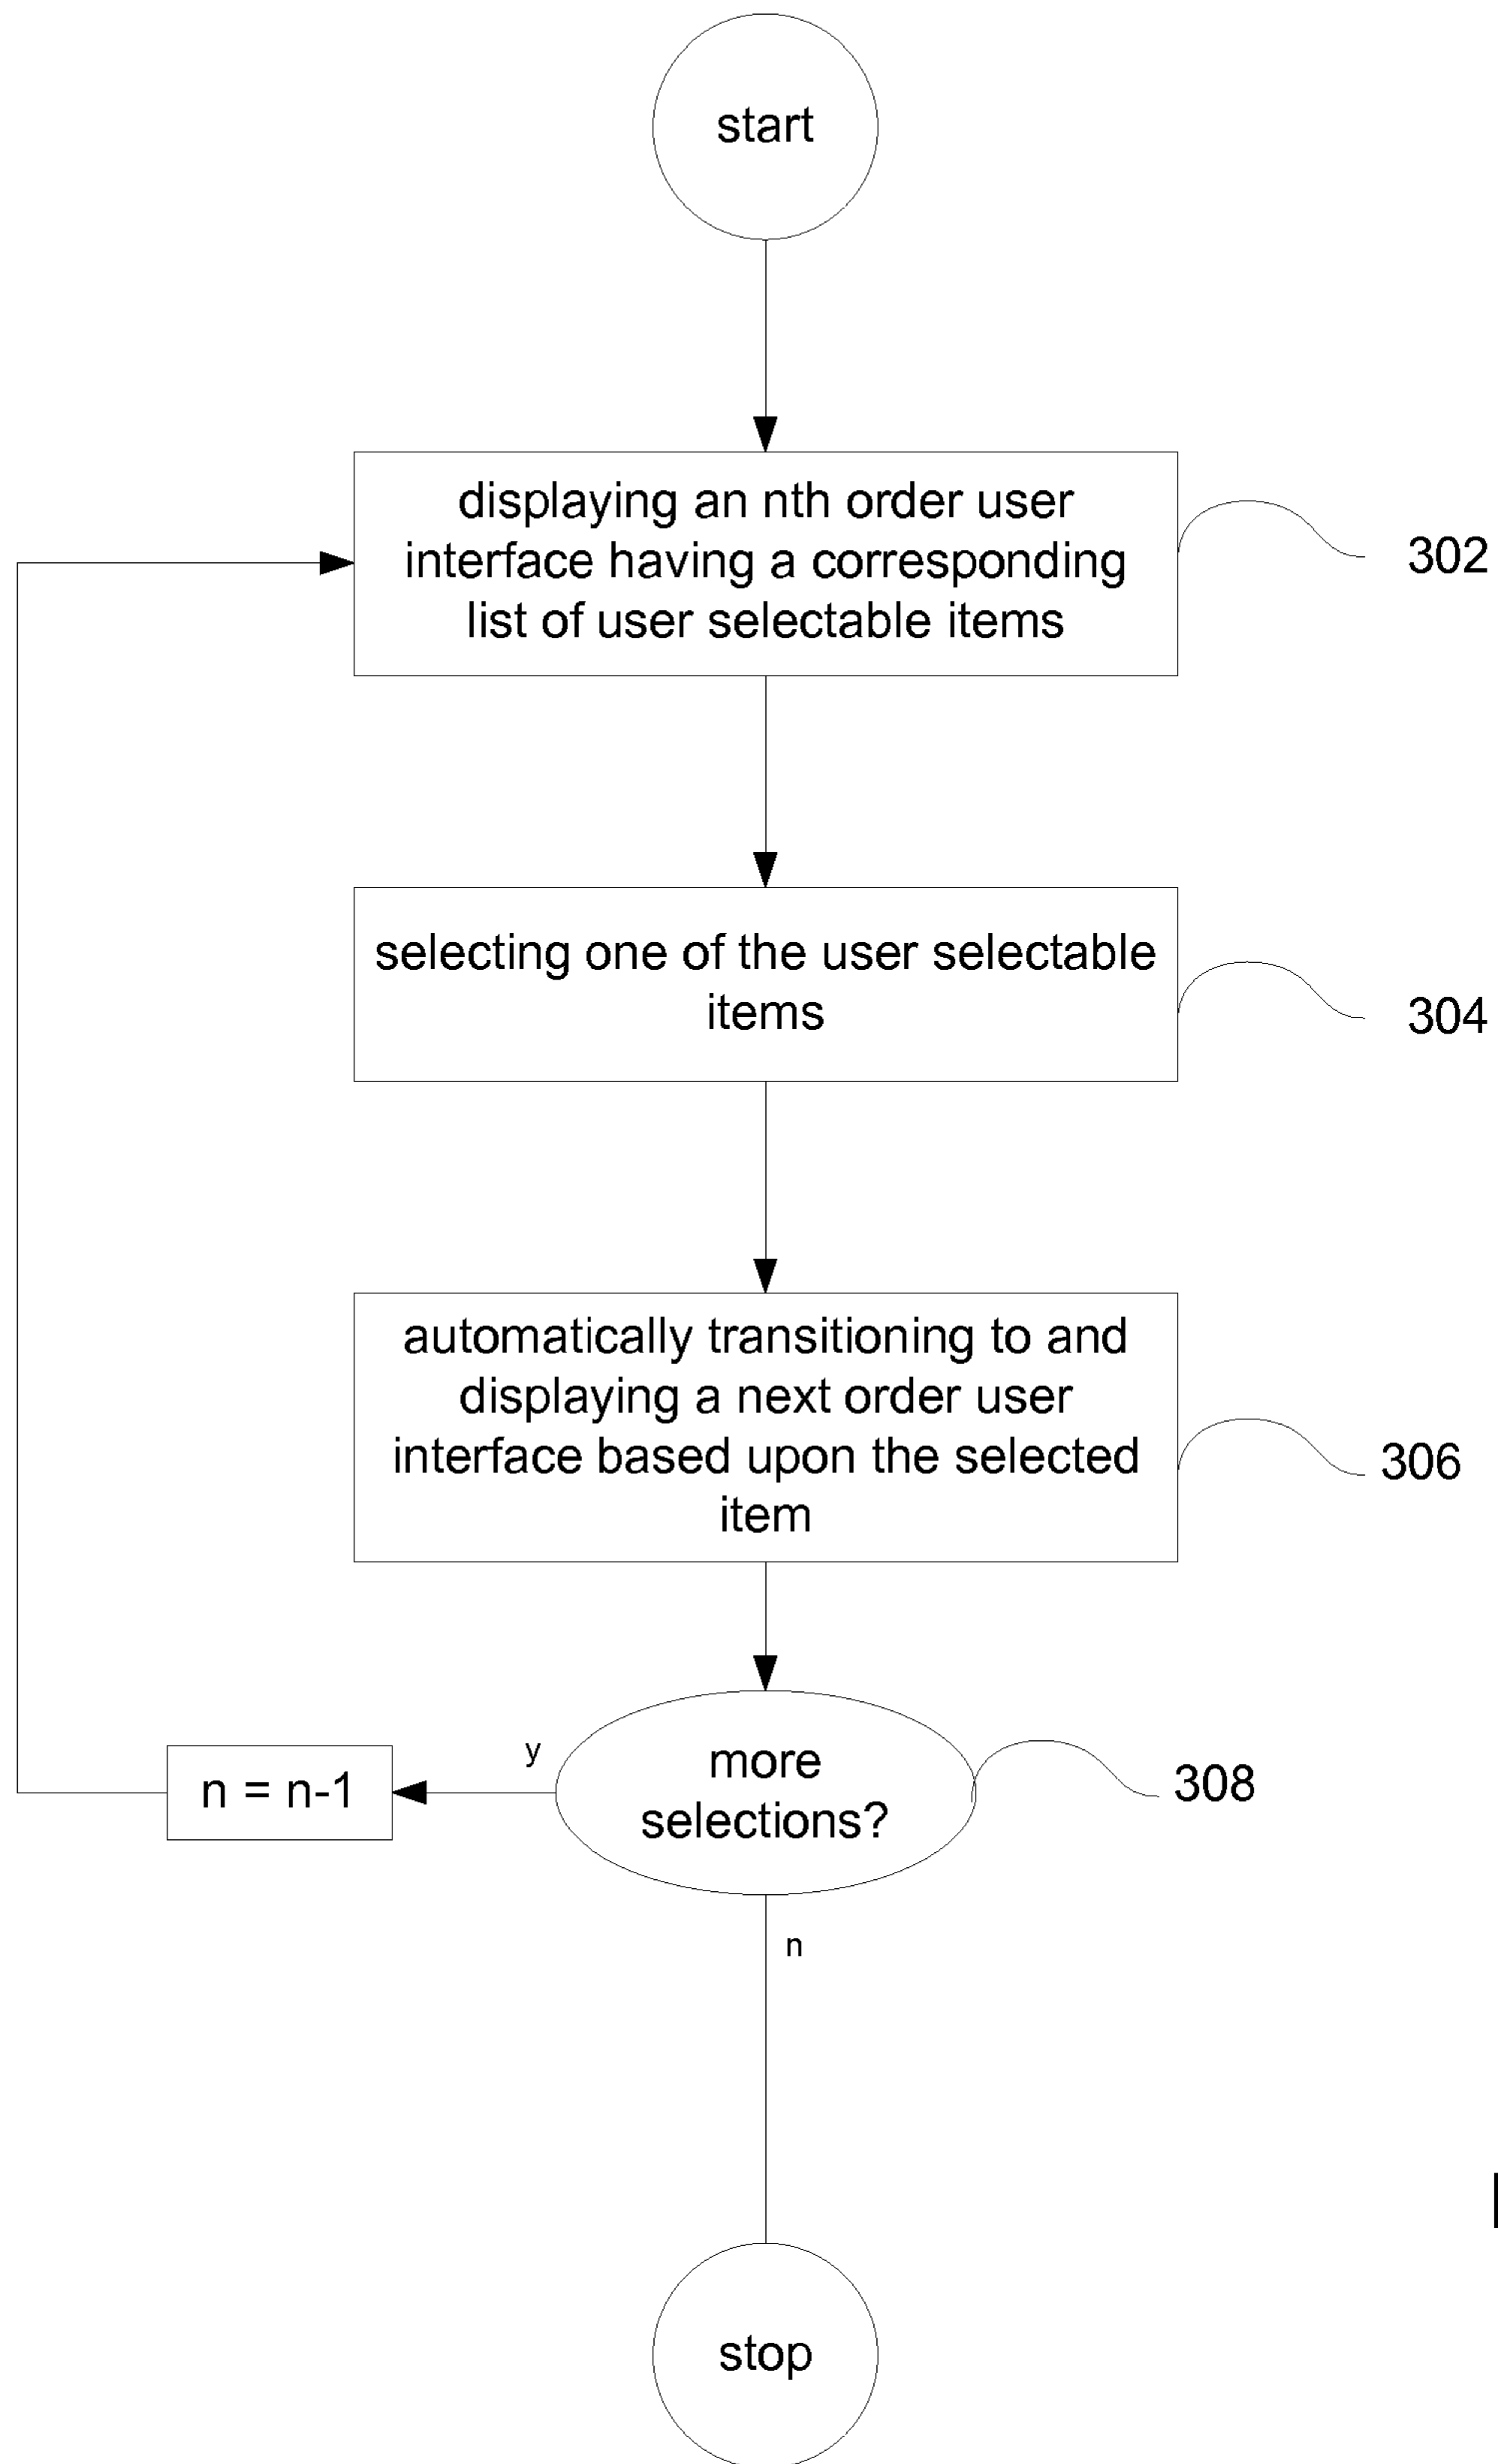 start
displaying an nth order user
interface having a corresponding
list of user selectable items
302
selecting one of the user selectable
items
304
automatically transitioning to and
displaying a next order user
interface based upon the selected
item
306
more
selections?
308
y
n = n-1
n
stop